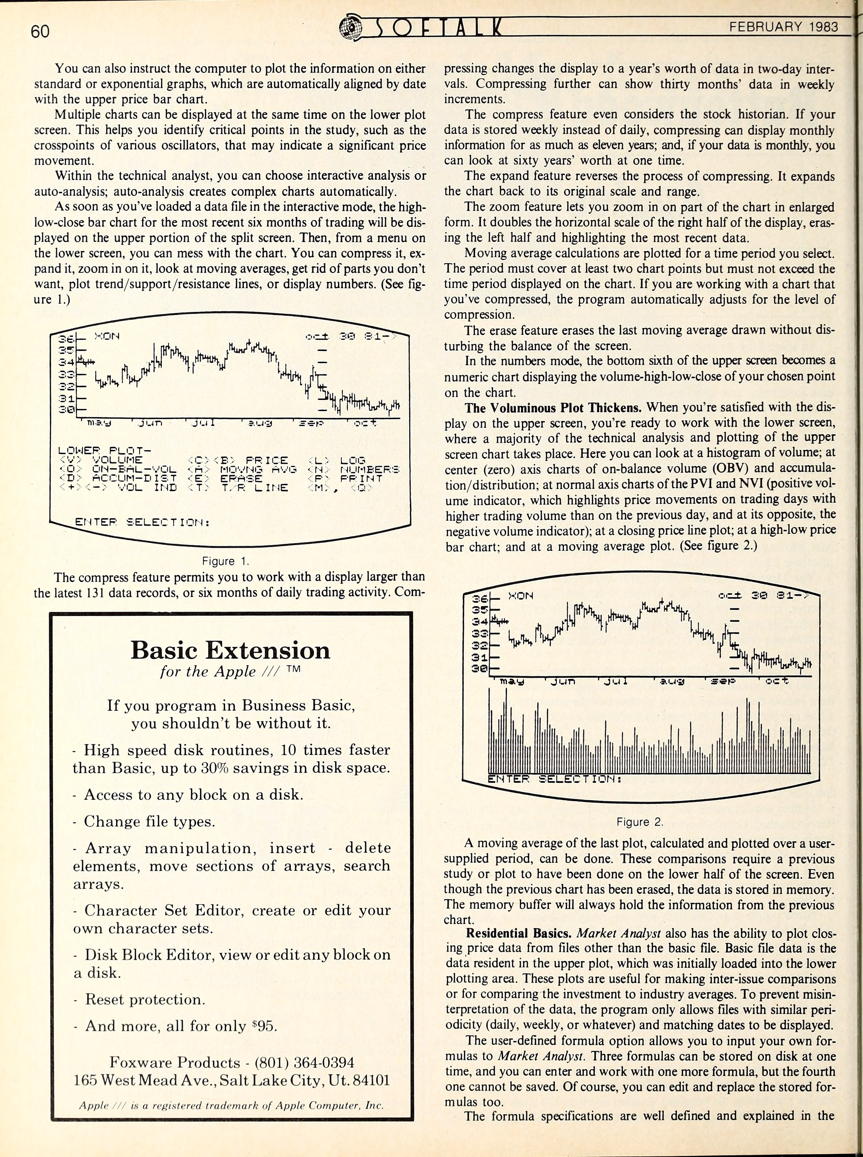 60
SOFTALK
FEBRUARY 1983
You can also instruct the computer to plot the information on either
standard or exponential graphs, which are automatically aligned by date
with the upper price bar chart.
Multiple charts can be displayed at the same time on the lower plot
screen. This helps you identify critical points in the study, such as the
crosspoints of various oscillators, that may indicate a significant price
movement.
Within the technical analyst, you can choose interactive analysis or
auto-analysis; auto-analysis creates complex charts automatically.
As soon as you've loaded a data file in the interactive mode, the high-
low-close bar chart for the most recent six months of trading will be dis-
played on the upper portion of the split screen. Then, from a menu on
the lower screen, you can mess with the chart. You can compress it, ex-
pand it, zoom in on it, look at moving averages, get rid of parts you don't
want, plot trend/support/resistance lines, or display numbers. (See fig-
ure 1.)
36 XON oct 30 81->
35
34
33
32
31
30
may jun jul aug sep oct
LOWER PLOT-
<V> VOLUME <C><B> PRICE <L> LOG
<O> ON-BAL-VOL <A> MOVNG AVG <N> NUMBERS
<D> ACCUM-DIST <E> ERASE <P> PRINT
<+><-> VOL IND <T> T/R LINE <M>, <Q>
ENTER SELECTION:
Figure 1.
The compress feature permits you to work with a display larger than
the latest 131 data records, or six months of daily trading activity. Com-
Basic Extension
for the Apple /// ™
If you program in Business Basic,
you shouldn't be without it.
- High speed disk routines, 10 times faster
than Basic, up to 30% savings in disk space.
- Access to any block on a disk.
- Change file types.
- Array manipulation, insert - delete
elements, move sections of arrays, search
arrays.
- Character Set Editor, create or edit your
own character sets.
- Disk Block Editor, view or edit any block on
a disk.
- Reset protection.
- And more, all for only $95.
Foxware Products - (801) 364-0394
165 West Mead Ave., Salt Lake City, Ut. 84101
Apple /// is a registered trademark of Apple Computer, Inc.
pressing changes the display to a year's worth of data in two-day inter-
vals. Compressing further can show thirty months' data in weekly
increments.
The compress feature even considers the stock historian. If your
data is stored weekly instead of daily, compressing can display monthly
information for as much as eleven years; and, if your data is monthly, you
can look at sixty years' worth at one time.
The expand feature reverses the process of compressing. It expands
the chart back to its original scale and range.
The zoom feature lets you zoom in on part of the chart in enlarged
form. It doubles the horizontal scale of the right half of the display, eras-
ing the left half and highlighting the most recent data.
Moving average calculations are plotted for a time period you select.
The period must cover at least two chart points but must not exceed the
time period displayed on the chart. If you are working with a chart that
you've compressed, the program automatically adjusts for the level of
compression.
The erase feature erases the last moving average drawn without dis-
turbing the balance of the screen.
In the numbers mode, the bottom sixth of the upper screen becomes a
numeric chart displaying the volume-high-low-close of your chosen point
on the chart.
The Voluminous Plot Thickens. When you're satisfied with the dis-
play on the upper screen, you're ready to work with the lower screen,
where a majority of the technical analysis and plotting of the upper
screen chart takes place. Here you can look at a histogram of volume; at
center (zero) axis charts of on-balance volume (OBV) and accumula-
tion/distribution; at normal axis charts of the PVI and NVI (positive vol-
ume indicator, which highlights price movements on trading days with
higher trading volume than on the previous day, and at its opposite, the
negative volume indicator); at a closing price line plot; at a high-low price
bar chart; and at a moving average plot. (See figure 2.)
36 XON oct 30 81->
35
34
33
32
31
30
may jun jul aug sep oct
ENTER SELECTION:
Figure 2.
A moving average of the last plot, calculated and plotted over a user-
supplied period, can be done. These comparisons require a previous
study or plot to have been done on the lower half of the screen. Even
though the previous chart has been erased, the data is stored in memory.
The memory buffer will always hold the information from the previous
chart.
Residential Basics. Market Analyst also has the ability to plot clos-
ing price data from files other than the basic file. Basic file data is the
data resident in the upper plot, which was initially loaded into the lower
plotting area. These plots are useful for making inter-issue comparisons
or for comparing the investment to industry averages. To prevent misin-
terpretation of the data, the program only allows files with similar peri-
odicity (daily, weekly, or whatever) and matching dates to be displayed.
The user-defined formula option allows you to input your own for-
mulas to Market Analyst. Three formulas can be stored on disk at one
time, and you can enter and work with one more formula, but the fourth
one cannot be saved. Of course, you can edit and replace the stored for-
mulas too.
The formula specifications are well defined and explained in the